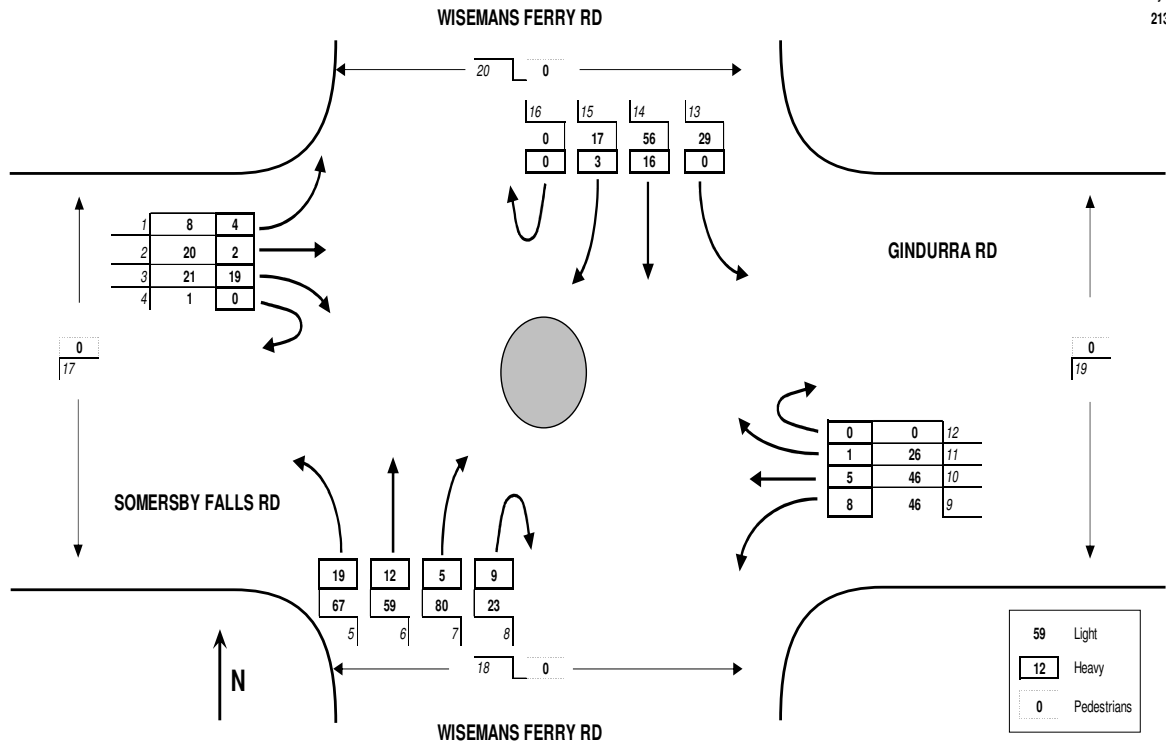 WISEMANS FERRY RD
213
20 0
16 15 14 13
0 17 56 29
0 3 16 0
1 8 4
2 20 2
3 21 19
4 1 0
GINDURRA RD
0
17
0
19
0 0 12
1 26 11
5 46 10
8 46 9
SOMERSBY FALLS RD
19 12 5 9
67 59 80 23
5 6 7 8
59 Light
12 Heavy
0 Pedestrians
18 0
N
WISEMANS FERRY RD